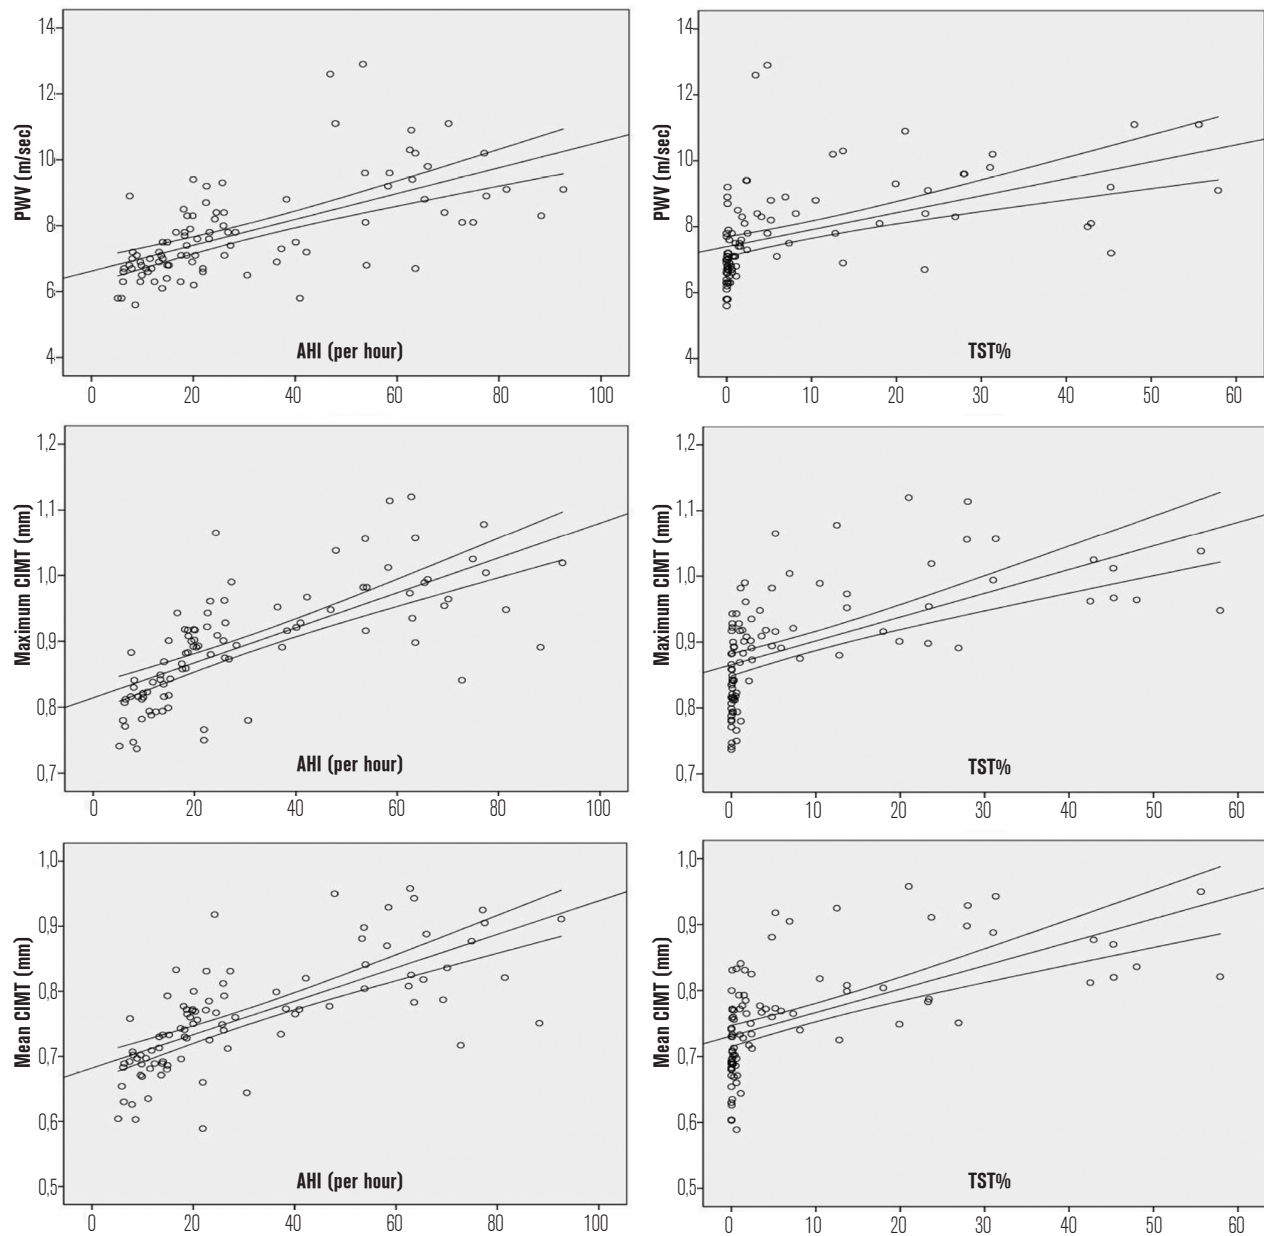 PWV (m/sec)
14
12
10
8
6
4
AHI (per hour)
0 20 40 60 80 100
PWV (m/sec)
14
12
10
8
6
4
TST%
0 10 20 30 40 50 60
Maximum CIMT (mm)
1,2
1,1
1,0
0,9
0,8
0,7
AHI (per hour)
0 20 40 60 80 100
Maximum CIMT (mm)
1,2
1,1
1,0
0,9
0,8
0,7
TST%
0 10 20 30 40 50 60
Mean CIMT (mm)
1,0
0,9
0,8
0,7
0,6
0,5
AHI (per hour)
0 20 40 60 80 100
Mean CIMT (mm)
1,0
0,9
0,8
0,7
0,6
0,5
TST%
0 10 20 30 40 50 60